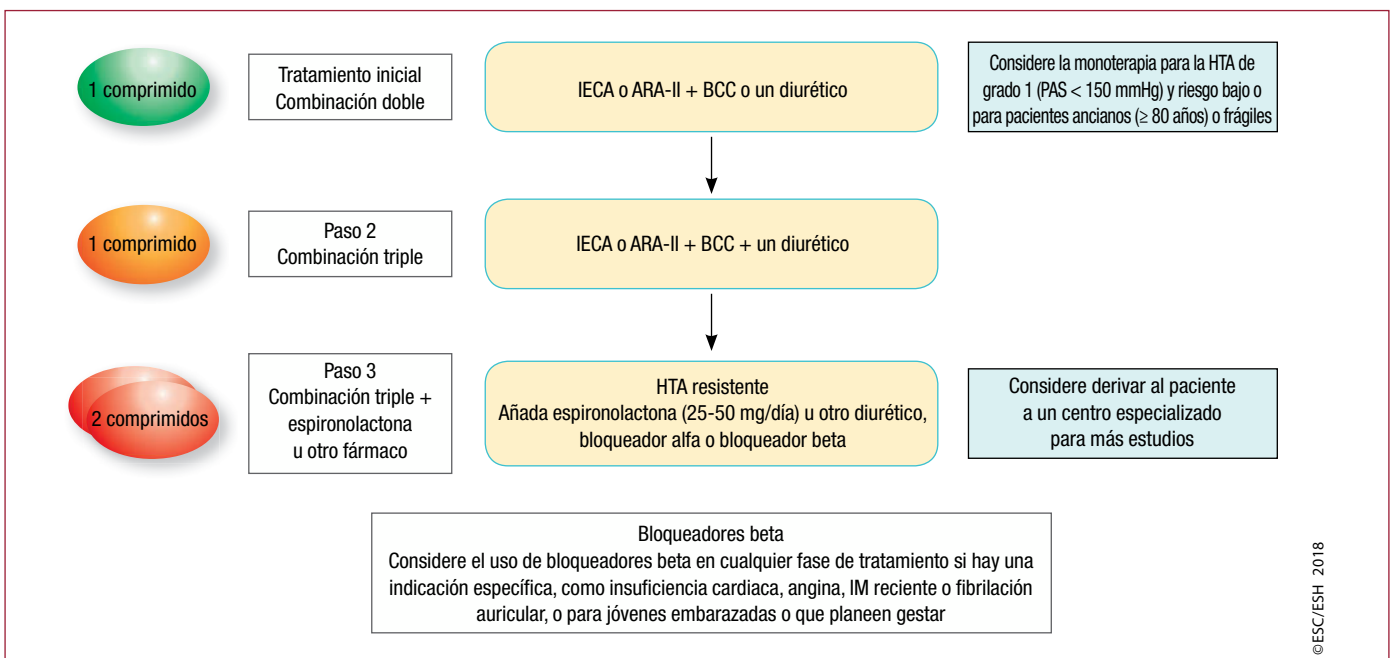 1 comprimido
Tratamiento inicial
Combinación doble
IECA o ARA-II + BCC o un diurético
Considere la monoterapia para la HTA de
grado 1 (PAS < 150 mmHg) y riesgo bajo o
para pacientes ancianos (≥ 80 años) o frágiles
1 comprimido
Paso 2
Combinación triple
IECA o ARA-II + BCC + un diurético
2 comprimidos
Paso 3
Combinación triple +
espironolactona
u otro fármaco
HTA resistente
Añada espironolactona (25-50 mg/día) u otro diurético,
bloqueador alfa o bloqueador beta
Considere derivar al paciente
a un centro especializado
para más estudios
Bloqueadores beta
Considere el uso de bloqueadores beta en cualquier fase de tratamiento si hay una
indicación específica, como insuficiencia cardiaca, angina, IM reciente o fibrilación
auricular, o para jóvenes embarazadas o que planeen gestar
©ESC/ESH 2018